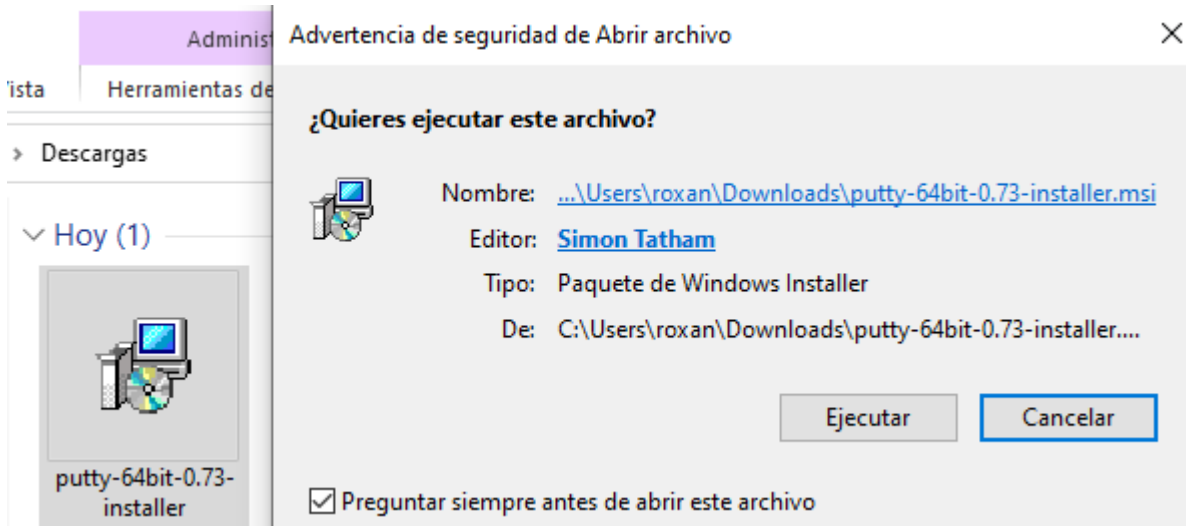 Administ
ista
Herramientas de
> Descargas
Hoy (1)
putty-64bit-0.73-
installer
Advertencia de seguridad de Abrir archivo
¿Quieres ejecutar este archivo?
Nombre: ...\Users\roxan\Downloads\putty-64bit-0.73-installer.msi
Editor: Simon Tatham
Tipo: Paquete de Windows Installer
De: C:\Users\roxan\Downloads\putty-64bit-0.73-installer....
Ejecutar
Cancelar
Preguntar siempre antes de abrir este archivo